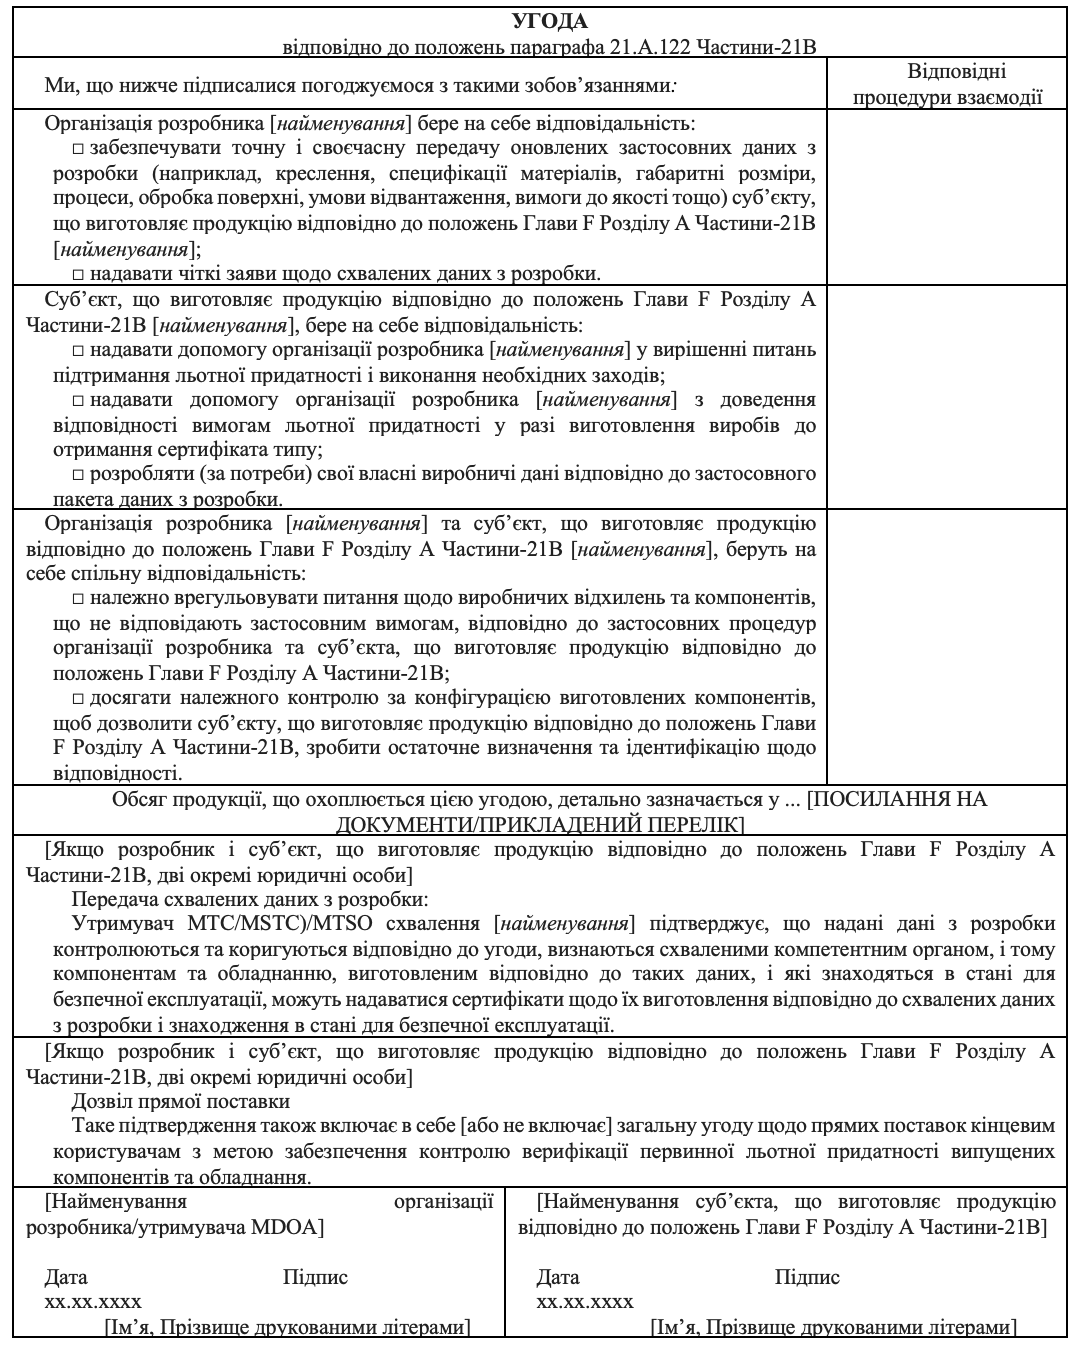 УГОДА
відповідно до положень параграфа 21.А.122 Частини-21В
Ми, що нижче підписалися погоджуємося з такими зобов’язаннями:
Відповідні
процедури взаємодії
Організація розробника [найменування] бере на себе відповідальність:
□ забезпечувати точну і своєчасну передачу оновлених застосовних даних з
розробки (наприклад, креслення, специфікації матеріалів, габаритні розміри,
процеси, обробка поверхні, умови відвантаження, вимоги до якості тощо) суб’єкту,
що виготовляє продукцію відповідно до положень Глави F Розділу А Частини-21В
[найменування];
□ надавати чіткі заяви щодо схвалених даних з розробки.
Суб’єкт, що виготовляє продукцію відповідно до положень Глави F Розділу А
Частини-21В [найменування], бере на себе відповідальність:
□ надавати допомогу організації розробника [найменування] у вирішенні питань
підтримання льотної придатності і виконання необхідних заходів;
□ надавати допомогу організації розробника [найменування] з доведення
відповідності вимогам льотної придатності у разі виготовлення виробів до
отримання сертифіката типу;
□ розробляти (за потреби) свої власні виробничі дані відповідно до застосовного
пакета даних з розробки.
Організація розробника [найменування] та суб’єкт, що виготовляє продукцію
відповідно до положень Глави F Розділу А Частини-21В [найменування], беруть на
себе спільну відповідальність:
□ належно врегульовувати питання щодо виробничих відхилень та компонентів,
що не відповідають застосовним вимогам, відповідно до застосовних процедур
організації розробника та суб’єкта, що виготовляє продукцію відповідно до
положень Глави F Розділу А Частини-21В;
□ досягати належного контролю за конфігурацією виготовлених компонентів,
щоб дозволити суб’єкту, що виготовляє продукцію відповідно до положень Глави
F Розділу А Частини-21В, зробити остаточне визначення та ідентифікацію щодо
відповідності.
Обсяг продукції, що охоплюється цією угодою, детально зазначається у ... [ПОСИЛАННЯ НА
ДОКУМЕНТИ/ПРИКЛАДЕНИЙ ПЕРЕЛІК]
[Якщо розробник і суб’єкт, що виготовляє продукцію відповідно до положень Глави F Розділу А
Частини-21В, дві окремі юридичні особи]
Передача схвалених даних з розробки:
Утримувач MTC/MSTC)/MTSO схвалення [найменування] підтверджує, що надані дані з розробки
контролюються та коригуються відповідно до угоди, визнаються схваленими компетентним органом, і тому
компонентам та обладнанню, виготовленим відповідно до таких даних, і які знаходяться в стані для
безпечної експлуатації, можуть надаватися сертифікати щодо їх виготовлення відповідно до схвалених даних
з розробки і знаходження в стані для безпечної експлуатації.
[Якщо розробник і суб’єкт, що виготовляє продукцію відповідно до положень Глави F Розділу А
Частини-21В, дві окремі юридичні особи]
Дозвіл прямої поставки
Таке підтвердження також включає в себе [або не включає] загальну угоду щодо прямих поставок кінцевим
користувачам з метою забезпечення контролю верифікації первинної льотної придатності випущених
компонентів та обладнання.
[Найменування організації
розробника/утримувача MDOA]
Дата Підпис
xx.xx.xxxx
[Ім’я, Прізвище друкованими літерами]
[Найменування суб’єкта, що виготовляє продукцію
відповідно до положень Глави F Розділу А Частини-21В]
Дата Підпис
xx.xx.xxxx
[Ім’я, Прізвище друкованими літерами]